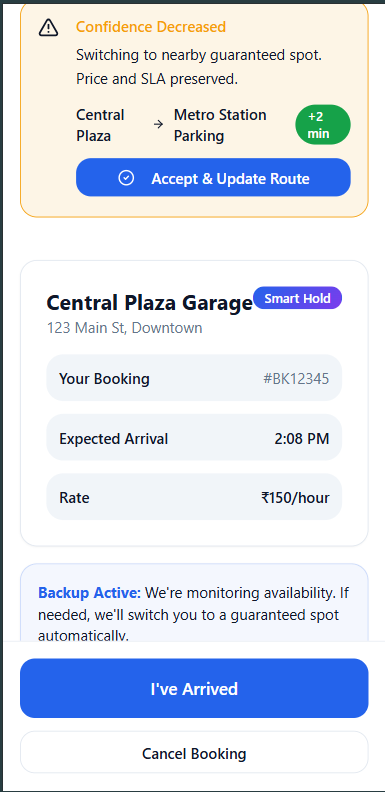 Confidence Decreased
Switching to nearby guaranteed spot.
Price and SLA preserved.
Central
Plaza
Metro Station
Parking
+2
min
Accept & Update Route
Central Plaza Garage
Smart Hold
123 Main St, Downtown
Your Booking #BK12345
Expected Arrival 2:08 PM
Rate ₹150/hour
Backup Active: We're monitoring availability. If
needed, we'll switch you to a guaranteed spot
automatically.
I've Arrived
Cancel Booking